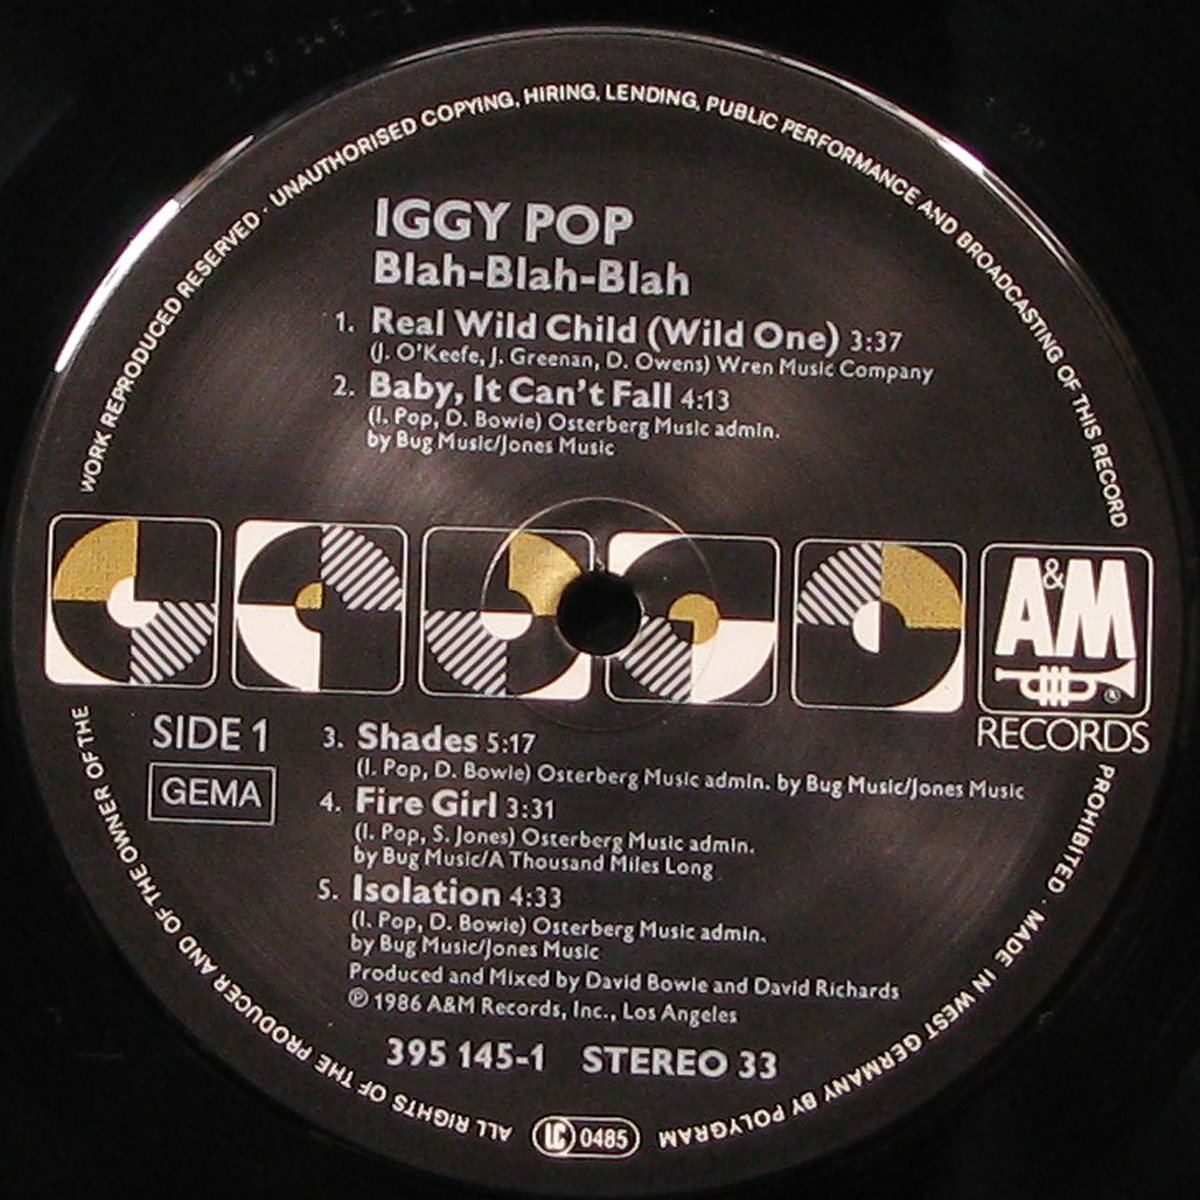 WORK REPRODUCED RESERVED · UNAUTHORISED COPYING, HIRING, LENDING, PUBLIC PERFORMANCE AND BROADCASTING OF THIS RECORD
IGGY POP
Blah-Blah-Blah
1. Real Wild Child (Wild One) 3:37
(J. O'Keefe, J. Greenan, D. Owens) Wren Music Company
2. Baby, It Can't Fall 4:13
(I. Pop, D. Bowie) Osterberg Music admin.
by Bug Music/Jones Music
A&M
®
RECORDS
SIDE 1
GEMA
3. Shades 5:17
(I. Pop, D. Bowie) Osterberg Music admin. by Bug Music/Jones Music
4. Fire Girl 3:31
(I. Pop, S. Jones) Osterberg Music admin.
by Bug Music/A Thousand Miles Long
5. Isolation 4:33
(I. Pop, D. Bowie) Osterberg Music admin.
by Bug Music/Jones Music
Produced and Mixed by David Bowie and David Richards
℗ 1986 A&M Records, Inc., Los Angeles
395 145-1 STEREO 33
PROHIBITED · MADE IN WEST GERMANY BY POLYGRAM
LC 0485
ALL RIGHTS OF THE PRODUCER AND OF THE OWNER OF THE